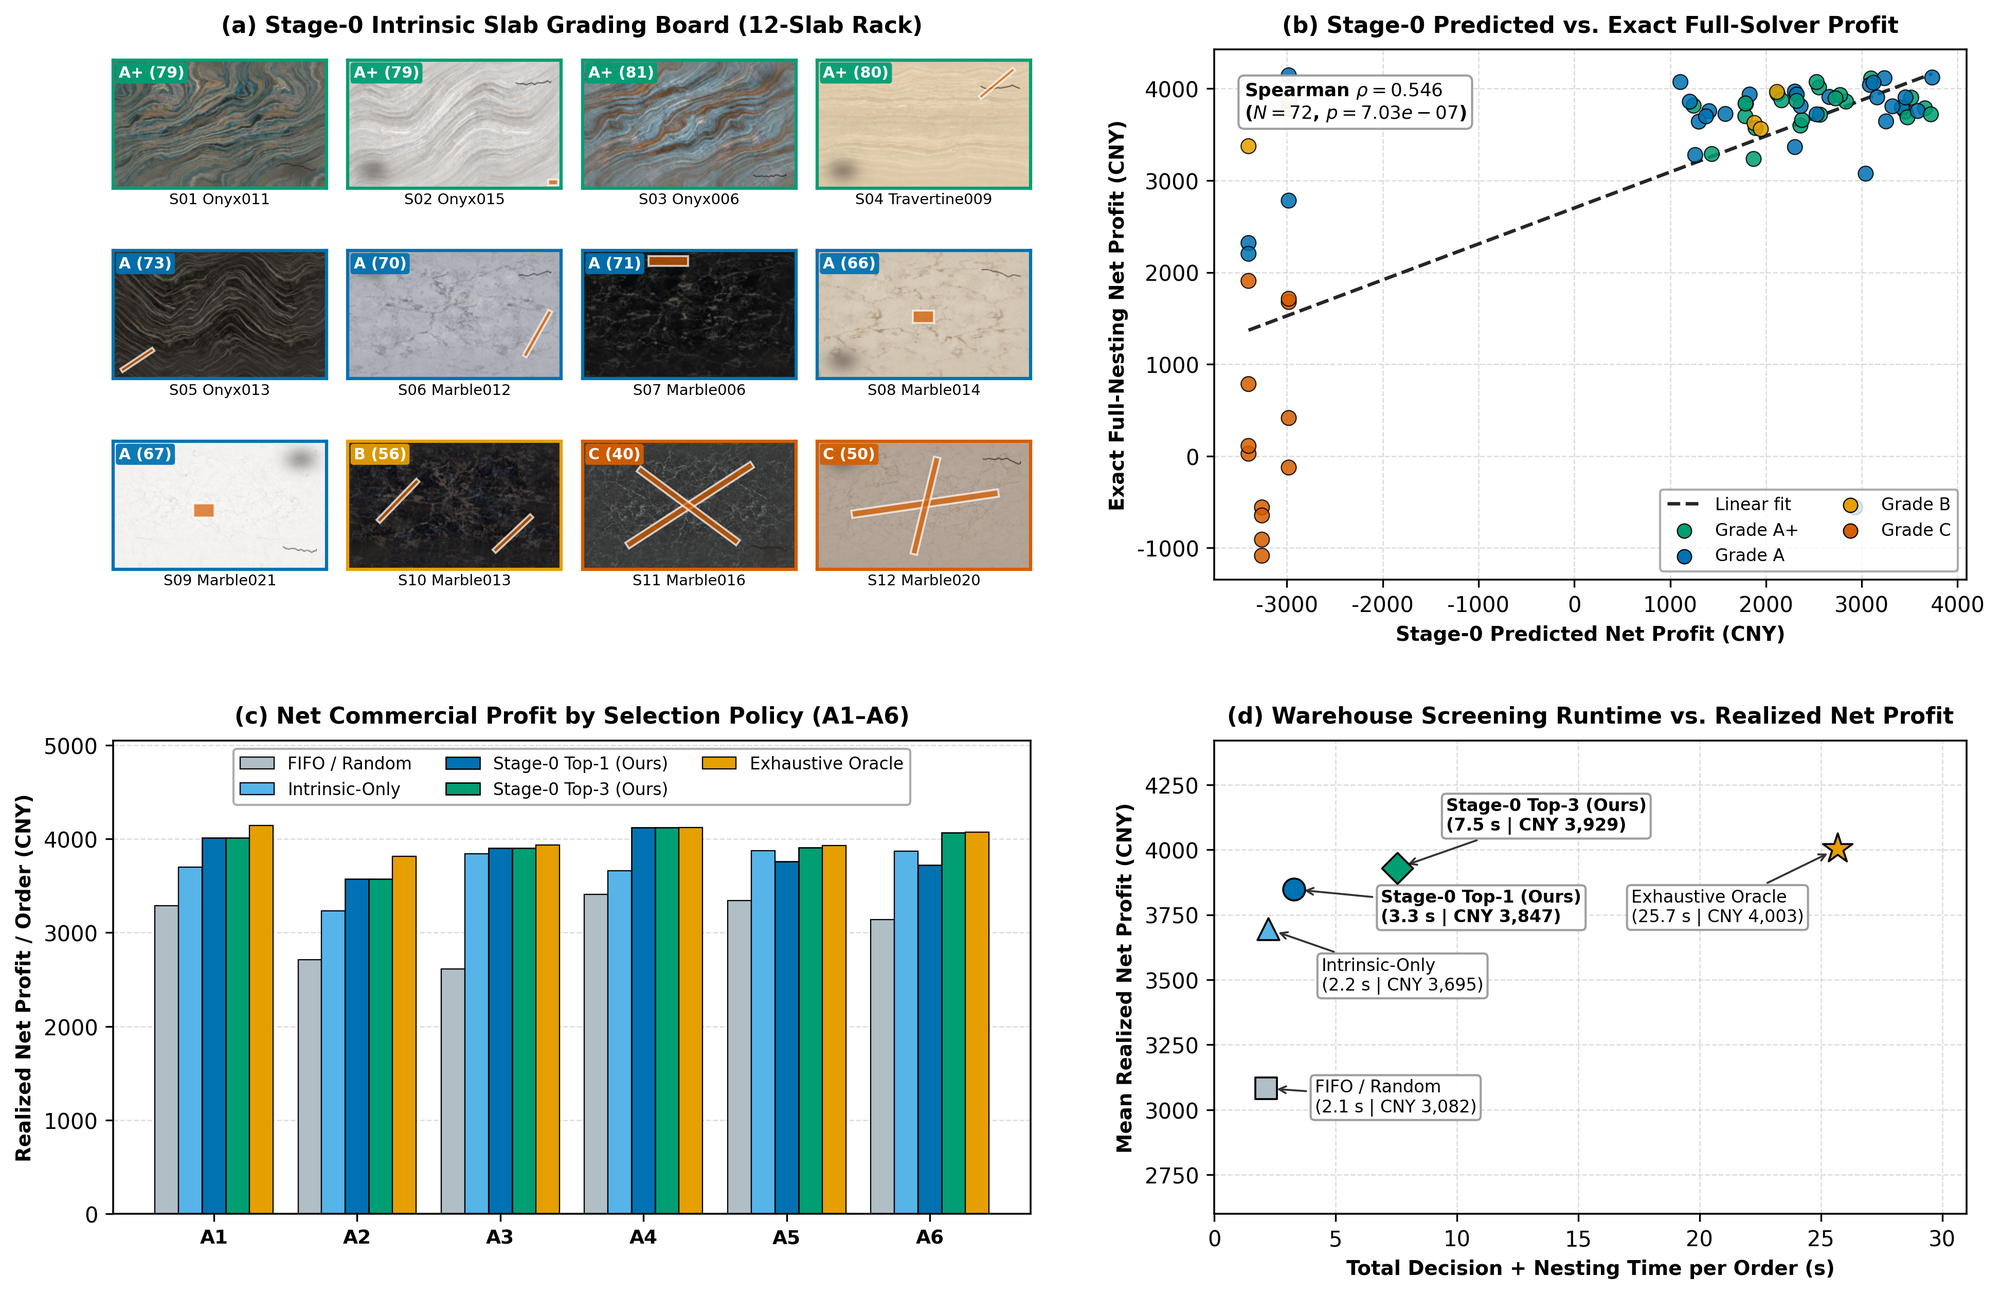 (a) Stage-0 Intrinsic Slab Grading Board (12-Slab Rack)
A+ (79)
A+ (79)
A+ (81)
A+ (80)
S01 Onyx011
S02 Onyx015
S03 Onyx006
S04 Travertine009
A (73)
A (70)
A (71)
A (66)
S05 Onyx013
S06 Marble012
S07 Marble006
S08 Marble014
A (67)
B (56)
C (40)
C (50)
S09 Marble021
S10 Marble013
S11 Marble016
S12 Marble020
(b) Stage-0 Predicted vs. Exact Full-Solver Profit
Exact Full-Nesting Net Profit (CNY)
4000
3000
2000
1000
0
-1000
Spearman ρ = 0.546
(N = 72, p = 7.03e − 07)
Linear fit
Grade A+
Grade A
Grade B
Grade C
-3000
-2000
-1000
0
1000
2000
3000
4000
Stage-0 Predicted Net Profit (CNY)
(c) Net Commercial Profit by Selection Policy (A1–A6)
Realized Net Profit / Order (CNY)
5000
4000
3000
2000
1000
0
FIFO / Random
Intrinsic-Only
Stage-0 Top-1 (Ours)
Stage-0 Top-3 (Ours)
Exhaustive Oracle
A1
A2
A3
A4
A5
A6
(d) Warehouse Screening Runtime vs. Realized Net Profit
Mean Realized Net Profit (CNY)
4250
4000
3750
3500
3250
3000
2750
Stage-0 Top-3 (Ours)
(7.5 s | CNY 3,929)
Stage-0 Top-1 (Ours)
(3.3 s | CNY 3,847)
Exhaustive Oracle
(25.7 s | CNY 4,003)
Intrinsic-Only
(2.2 s | CNY 3,695)
FIFO / Random
(2.1 s | CNY 3,082)
0
5
10
15
20
25
30
Total Decision + Nesting Time per Order (s)